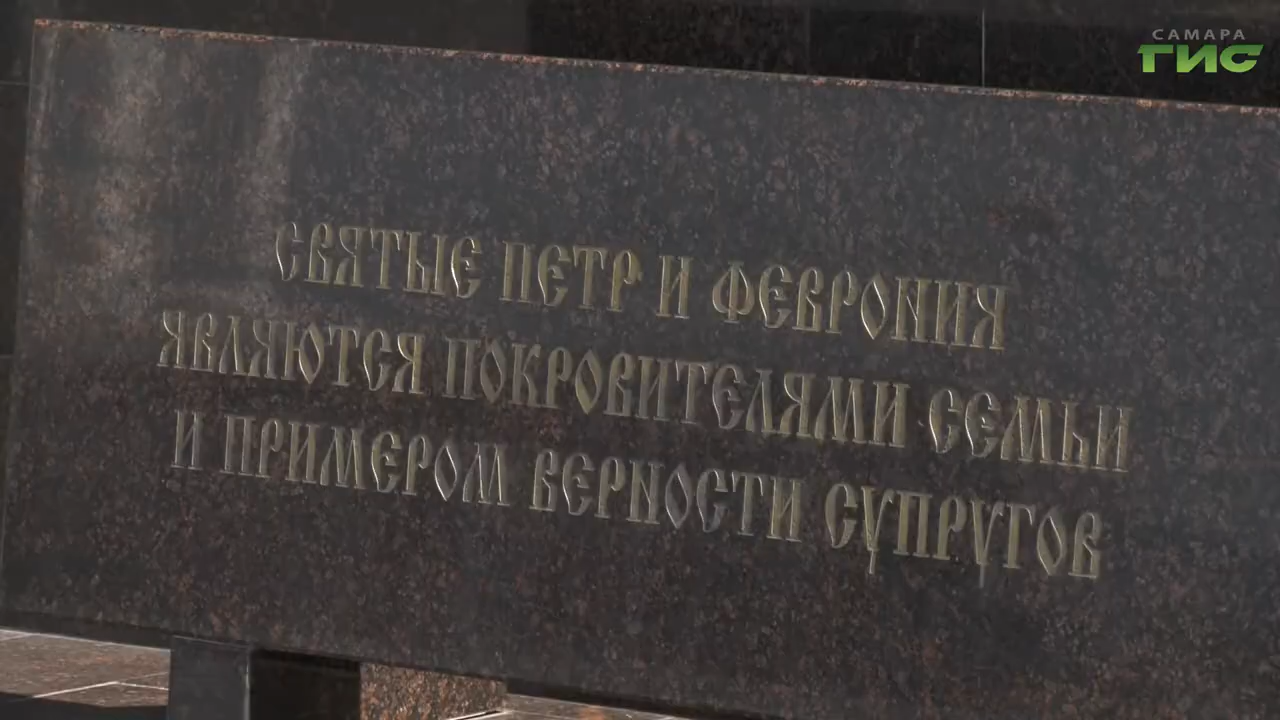 САМАРА
ГИС
СВЯТЫЕ ПЕТР И ФЕВРОНИЯ
ЯВЛЯЮТСЯ ПОКРОВИТЕЛЯМИ СЕМЬИ
И ПРИМЕРОМ ВЕРНОСТИ СУПРУГОВ